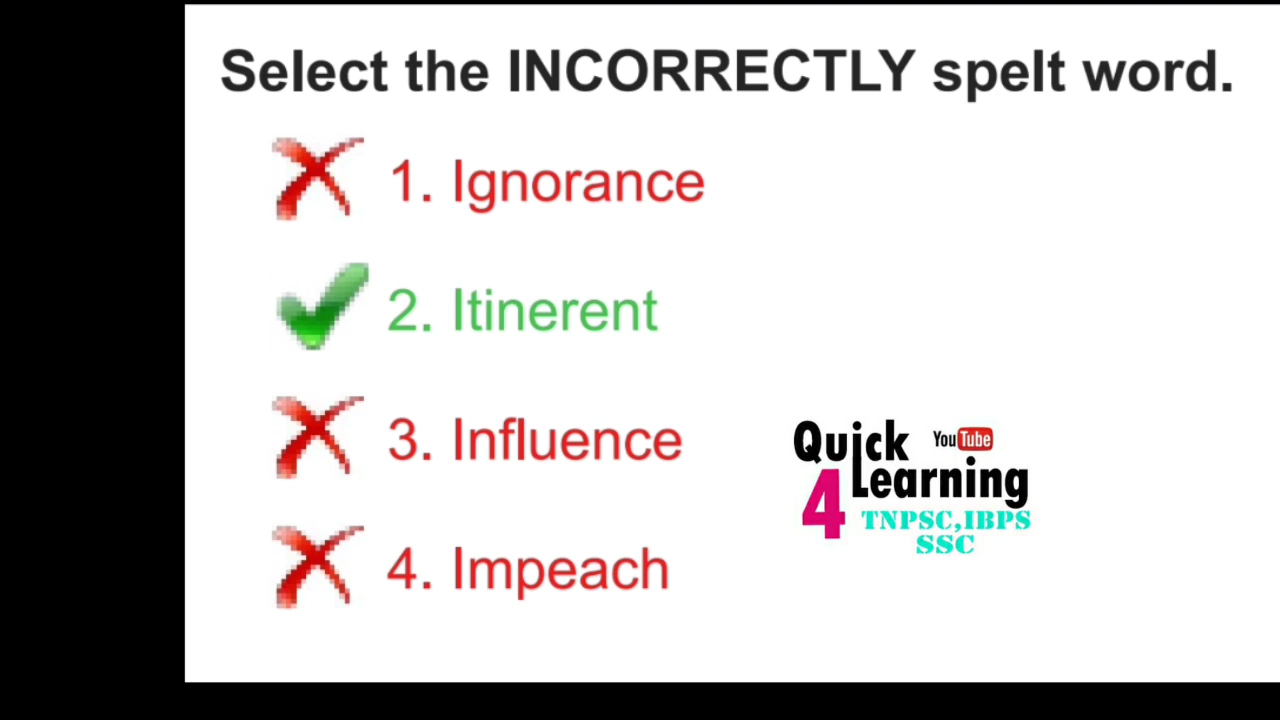 Select the INCORRECTLY spelt word.
1. Ignorance
2. Itinerent
3. Influence
4. Impeach
Quick YouTube
4 Learning
TNPSC,IBPS
SSC